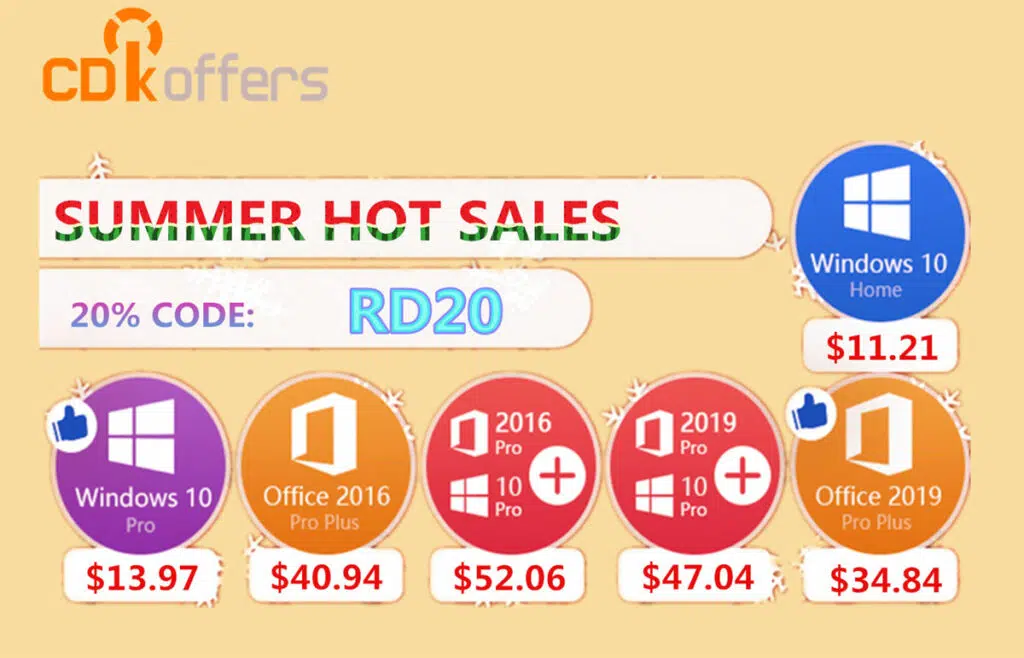 CDkoffers
SUMMER HOT SALES
20% CODE: RD20
Windows 10
Home
$11.21
Windows 10
Pro
$13.97
Office 2016
Pro Plus
$40.94
2016
Pro
10
Pro
$52.06
2019
Pro
10
Pro
$47.04
Office 2019
Pro Plus
$34.84